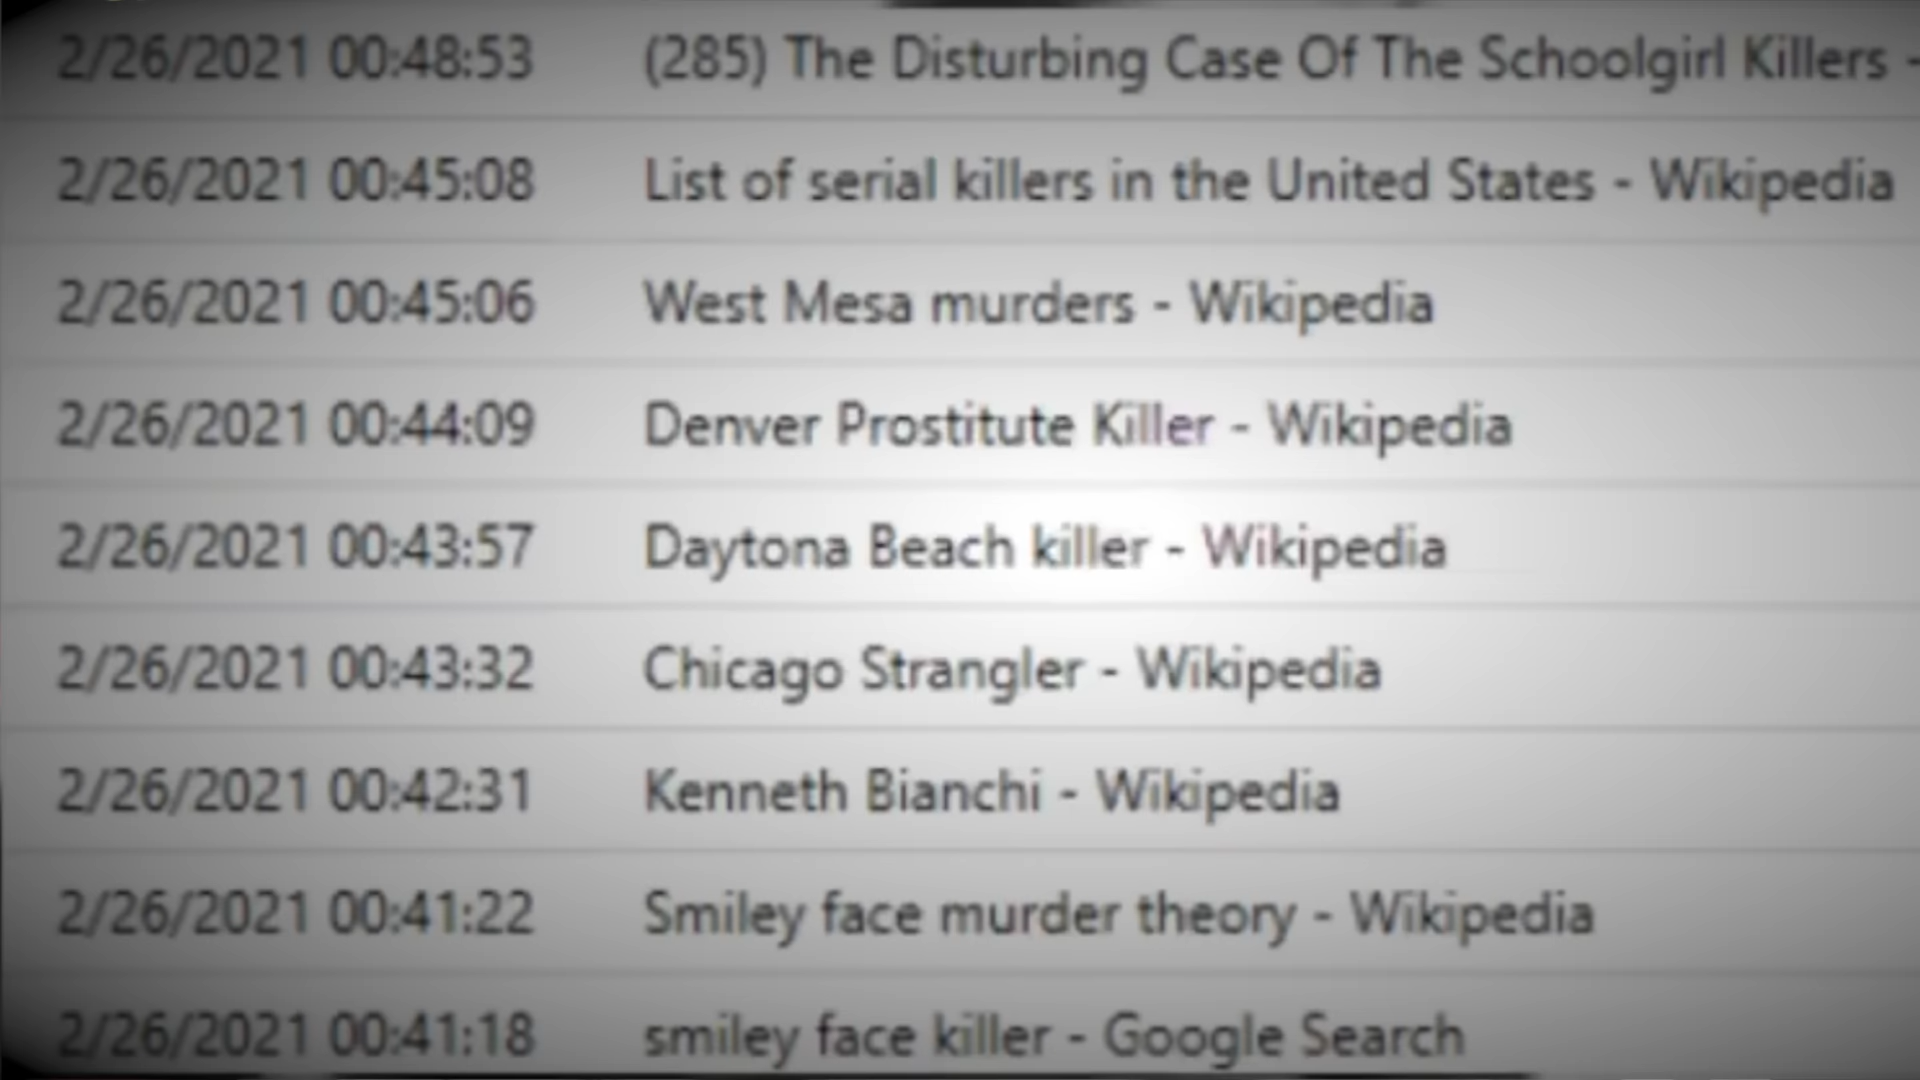 2/26/2021 00:48:53 (285) The Disturbing Case Of The Schoolgirl Killers -
2/26/2021 00:45:08 List of serial killers in the United States - Wikipedia
2/26/2021 00:45:06 West Mesa murders - Wikipedia
2/26/2021 00:44:09 Denver Prostitute Killer - Wikipedia
2/26/2021 00:43:57 Daytona Beach killer - Wikipedia
2/26/2021 00:43:32 Chicago Strangler - Wikipedia
2/26/2021 00:42:31 Kenneth Bianchi - Wikipedia
2/26/2021 00:41:22 Smiley face murder theory - Wikipedia
2/26/2021 00:41:18 smiley face killer - Google Search